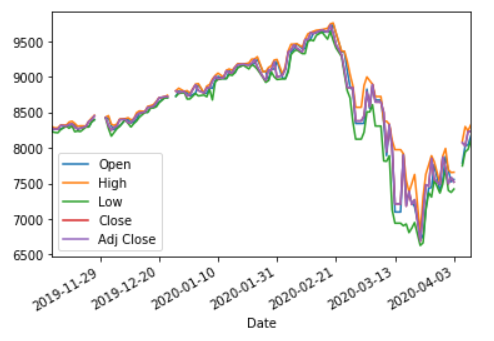 9500
9000
8500
8000
7500
7000
6500
Open
High
Low
Close
Adj Close
2019-11-29
2019-12-20
2020-01-10
2020-01-31
2020-02-21
2020-03-13
2020-04-03
Date